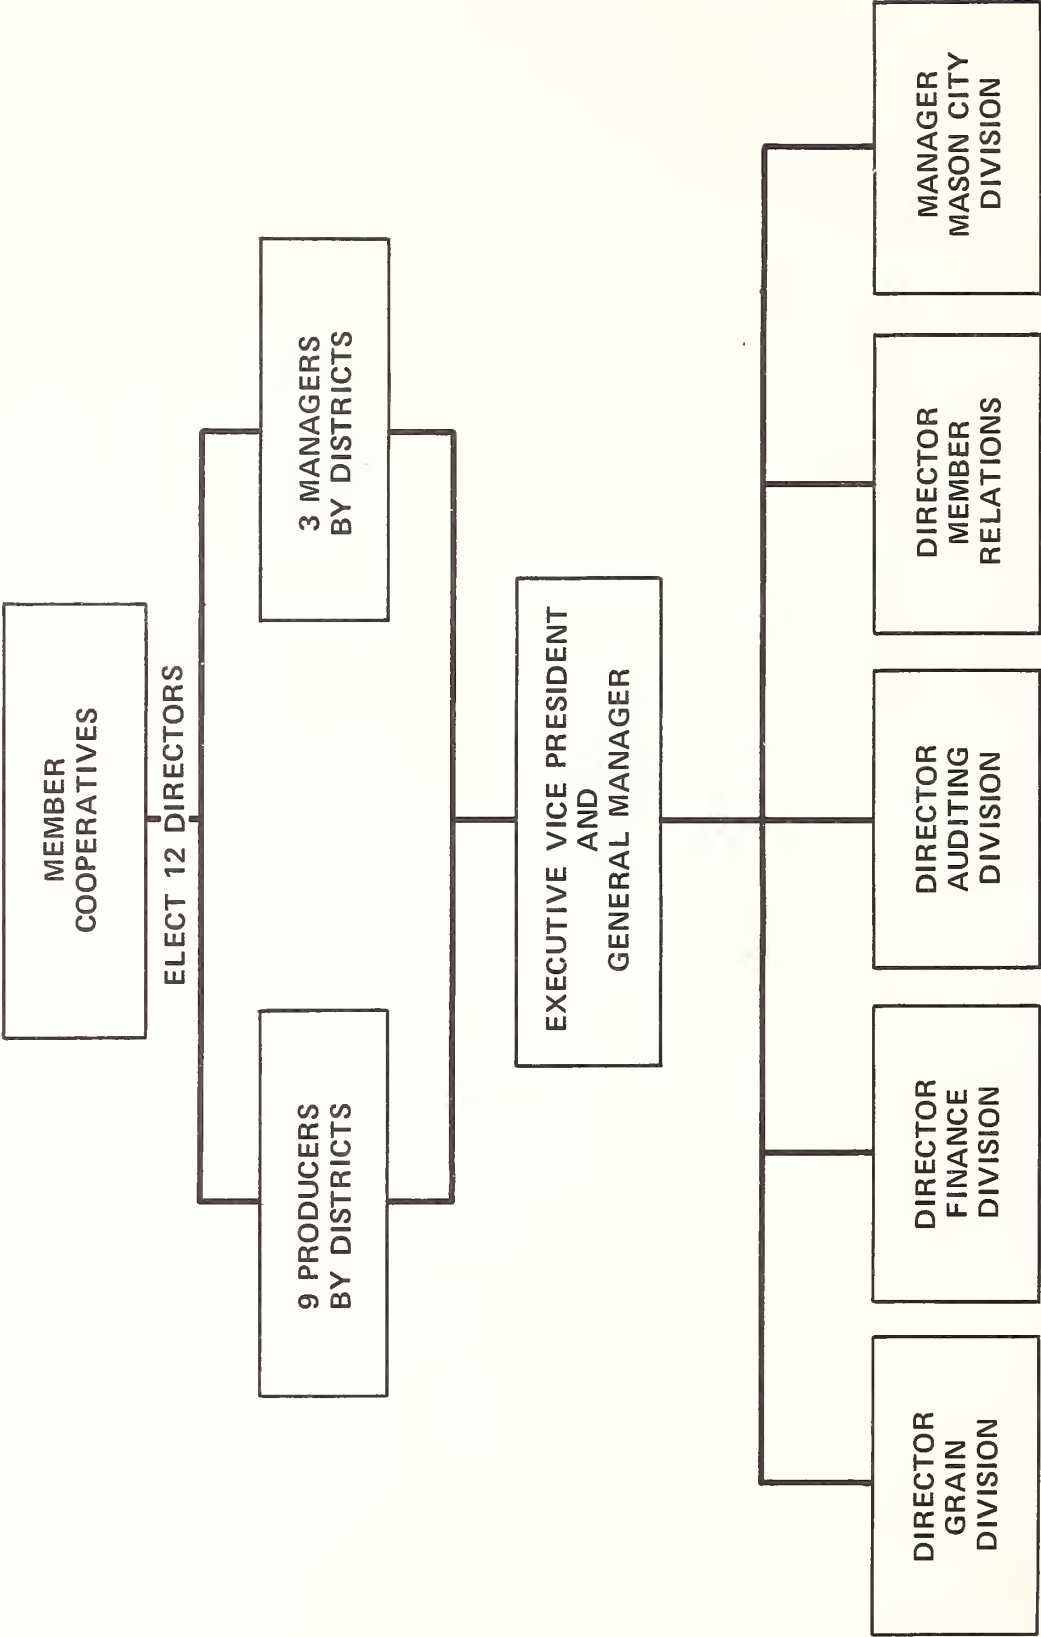 MEMBER
COOPERATIVES
ELECT 12 DIRECTORS
9 PRODUCERS
BY DISTRICTS
3 MANAGERS
BY DISTRICTS
EXECUTIVE VICE PRESIDENT
AND
GENERAL MANAGER
DIRECTOR
GRAIN
DIVISION
DIRECTOR
FINANCE
DIVISION
DIRECTOR
AUDITING
DIVISION
DIRECTOR
MEMBER
RELATIONS
MANAGER
MASON CITY
DIVISION